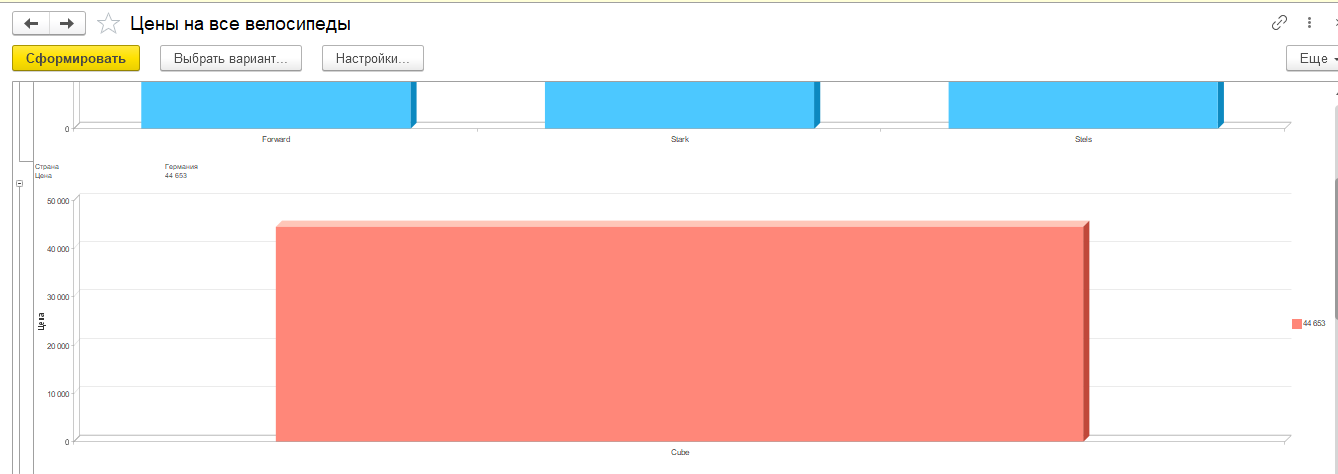 Цены на все велосипеды
Сформировать
Выбрать вариант...
Настройки...
Еще
0
Forward
Stark
Stels
Страна Германия
Цена 44 653
50 000
40 000
30 000
20 000
10 000
0
Цена
44 653
Cube